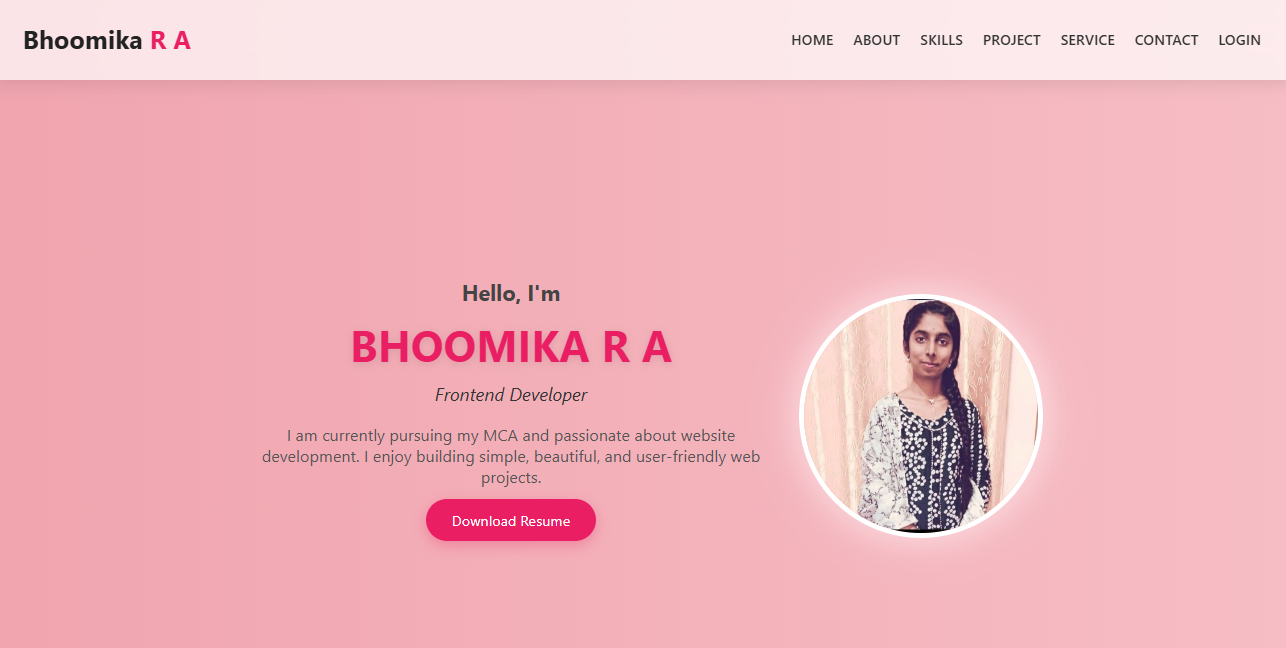 Bhoomika R A
HOME ABOUT SKILLS PROJECT SERVICE CONTACT LOGIN
Hello, I'm
BHOOMIKA R A
Frontend Developer
I am currently pursuing my MCA and passionate about website
development. I enjoy building simple, beautiful, and user-friendly web
projects.
Download Resume